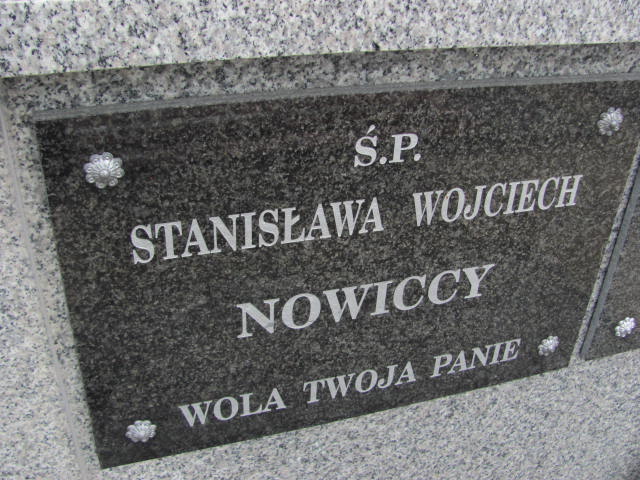 Ś.P.
STANISŁAWA WOJCIECH
NOWICCY
WOLA TWOJA PANIE